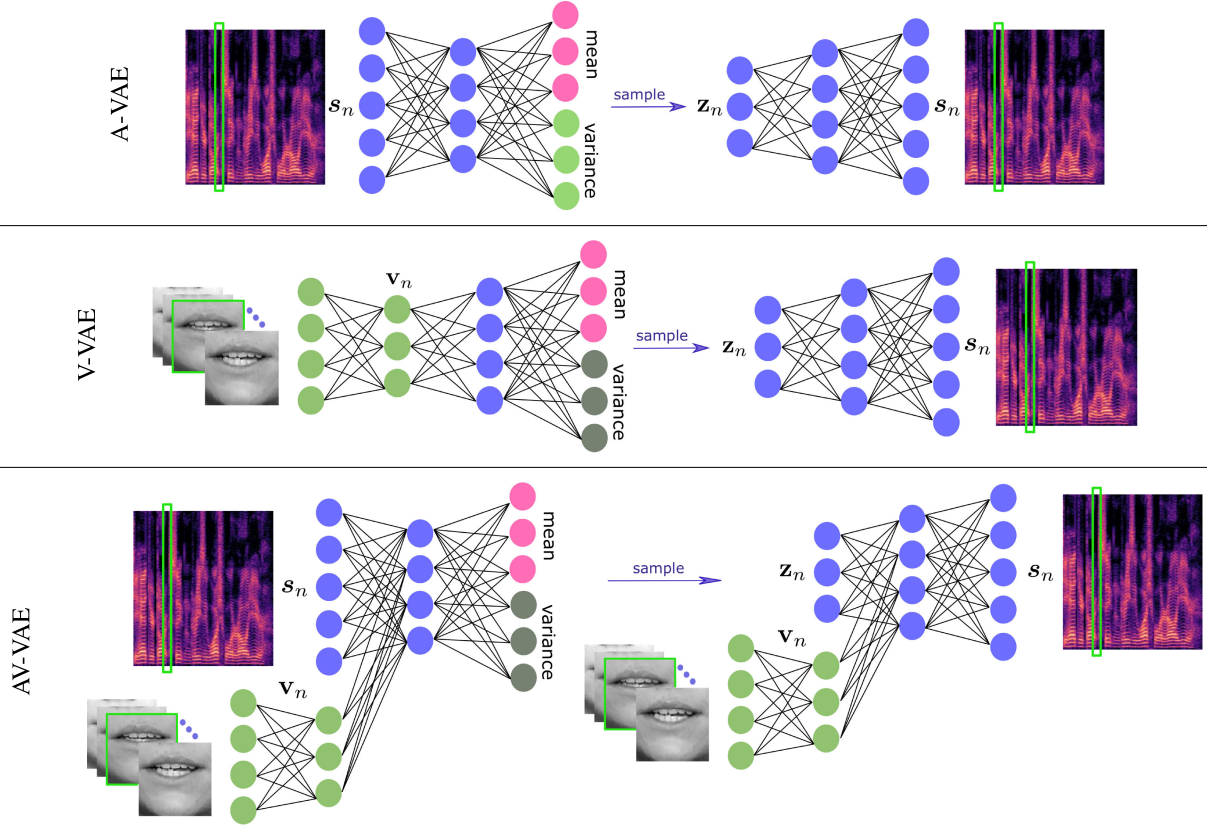 A-VAE
s_n
mean
variance
sample
z_n
s_n
V-VAE
v_n
mean
variance
sample
z_n
s_n
AV-VAE
s_n
v_n
mean
variance
sample
z_n
v_n
s_n